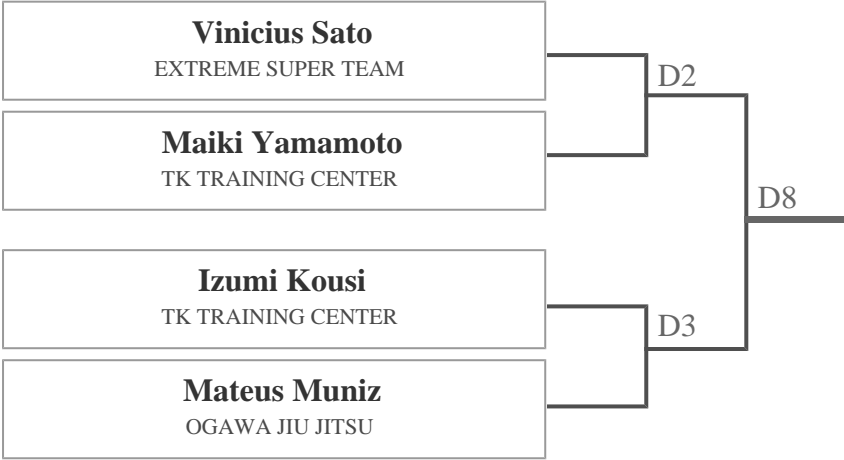 Vinicius Sato
EXTREME SUPER TEAM
D2
Maiki Yamamoto
TK TRAINING CENTER
D8
Izumi Kousi
TK TRAINING CENTER
D3
Mateus Muniz
OGAWA JIU JITSU